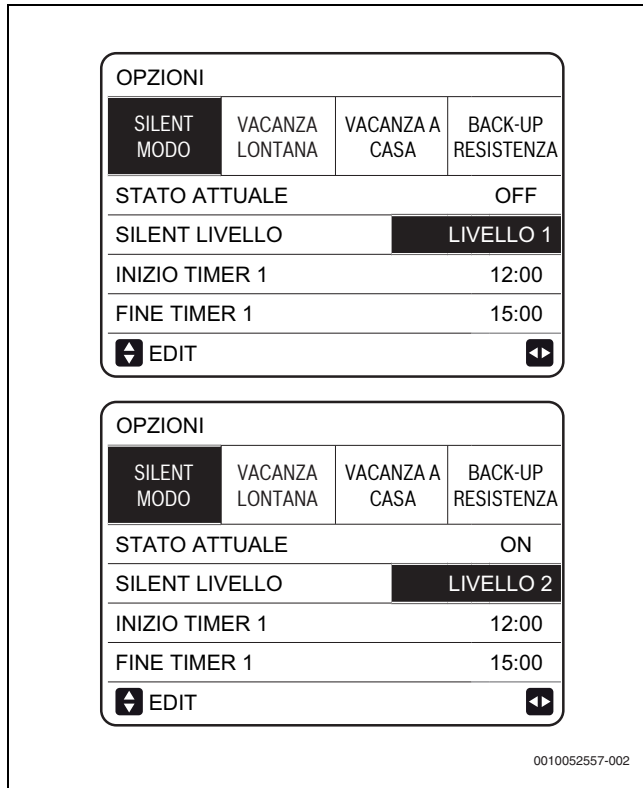 OPZIONI
SILENT MODO
VACANZA LONTANA
VACANZA A CASA
BACK-UP RESISTENZA
STATO ATTUALE OFF
SILENT LIVELLO LIVELLO 1
INIZIO TIMER 1 12:00
FINE TIMER 1 15:00
EDIT
OPZIONI
SILENT MODO
VACANZA LONTANA
VACANZA A CASA
BACK-UP RESISTENZA
STATO ATTUALE ON
SILENT LIVELLO LIVELLO 2
INIZIO TIMER 1 12:00
FINE TIMER 1 15:00
EDIT
0010052557-002